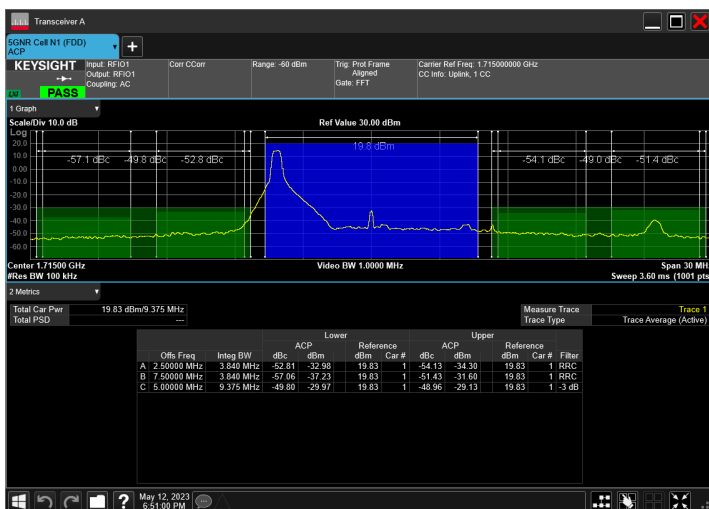 Transceiver A
5GNR Cell N1 (FDD)
ACP
KEYSIGHT
LXI
PASS
Input: RFIO1
Output: RFIO1
Coupling: AC
Corr CCorr
Range: -60 dBm
Trig: Prot Frame
Aligned
Gate: FFT
Carrier Ref Freq: 1.715000000 GHz
CC Info: Uplink, 1 CC
1 Graph
Scale/Div 10.0 dB
Ref Value 30.00 dBm
Log
20.0
10.0
0.00
-10.0
-20.0
-30.0
-40.0
-50.0
-60.0
-57.1 dBc
-49.8 dBc
-52.8 dBc
19.8 dBm
-54.1 dBc
-49.0 dBc
-51.4 dBc
Center 1.71500 GHz
#Res BW 100 kHz
Video BW 1.0000 MHz
Span 30 MHz
Sweep 3.60 ms (1001 pts)
2 Metrics
Total Car Pwr 19.83 dBm/9.375 MHz
Total PSD ---
Measure Trace Trace 1
Trace Type Trace Average (Active)
Lower Upper
ACP Reference ACP Reference
Offs Freq Integ BW dBc dBm dBm Car # dBc dBm dBm Car # Filter
A 2.50000 MHz 3.840 MHz -52.81 -32.98 19.83 1 -54.13 -34.30 19.83 1 RRC
B 7.50000 MHz 3.840 MHz -57.06 -37.23 19.83 1 -51.43 -31.60 19.83 1 RRC
C 5.00000 MHz 9.375 MHz -49.80 -29.97 19.83 1 -48.96 -29.13 19.83 1 -3 dB
?
May 12, 2023
6:51:00 PM